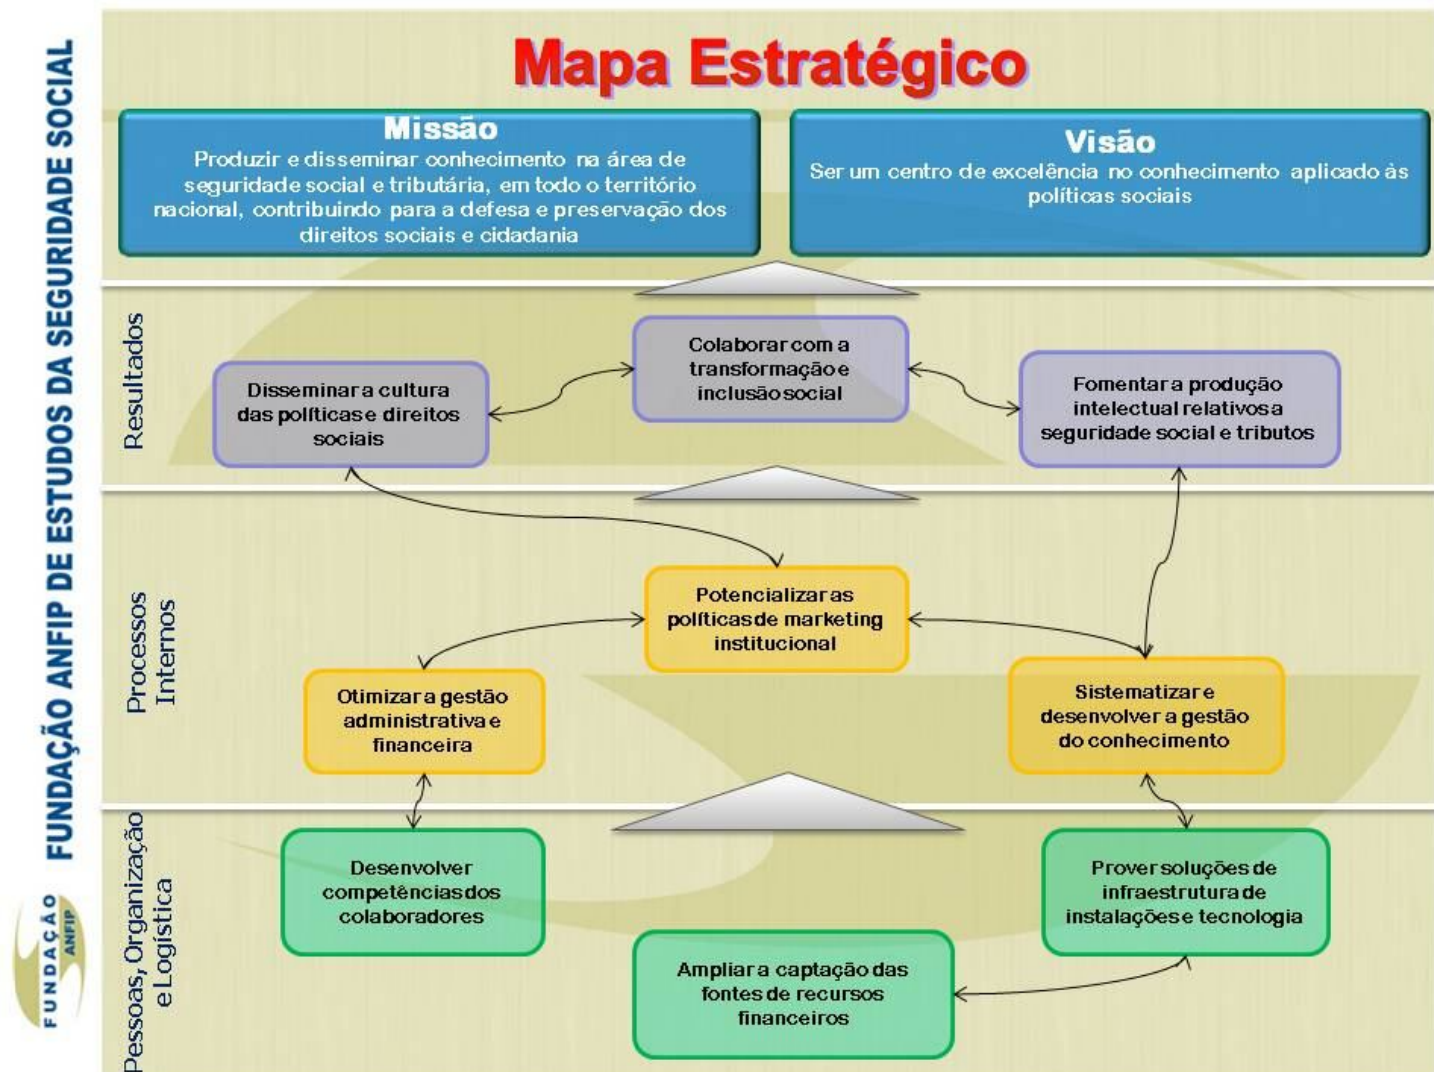 FUNDAÇÃO ANFIP DE ESTUDOS DA SEGURIDADE SOCIAL
FUNDAÇÃO
ANFIP
Mapa Estratégico
Missão
Produzir e disseminar conhecimento na área de
seguridade social e tributária, em todo o território
nacional, contribuindo para a defesa e preservação dos
direitos sociais e cidadania
Visão
Ser um centro de excelência no conhecimento aplicado às
políticas sociais
Resultados
Disseminar a cultura
das políticas e direitos
sociais
Colaborar com a
transformação e
inclusão social
Fomentar a produção
intelectual relativos a
seguridade social e tributos
Processos
Internos
Potencializar as
políticas de marketing
institucional
Otimizar a gestão
administrativa e
financeira
Sistematizar e
desenvolver a gestão
do conhecimento
Pessoas, Organização
e Logística
Desenvolver
competências dos
colaboradores
Prover soluções de
infraestrutura de
instalações e tecnologia
Ampliar a captação das
fontes de recursos
financeiros